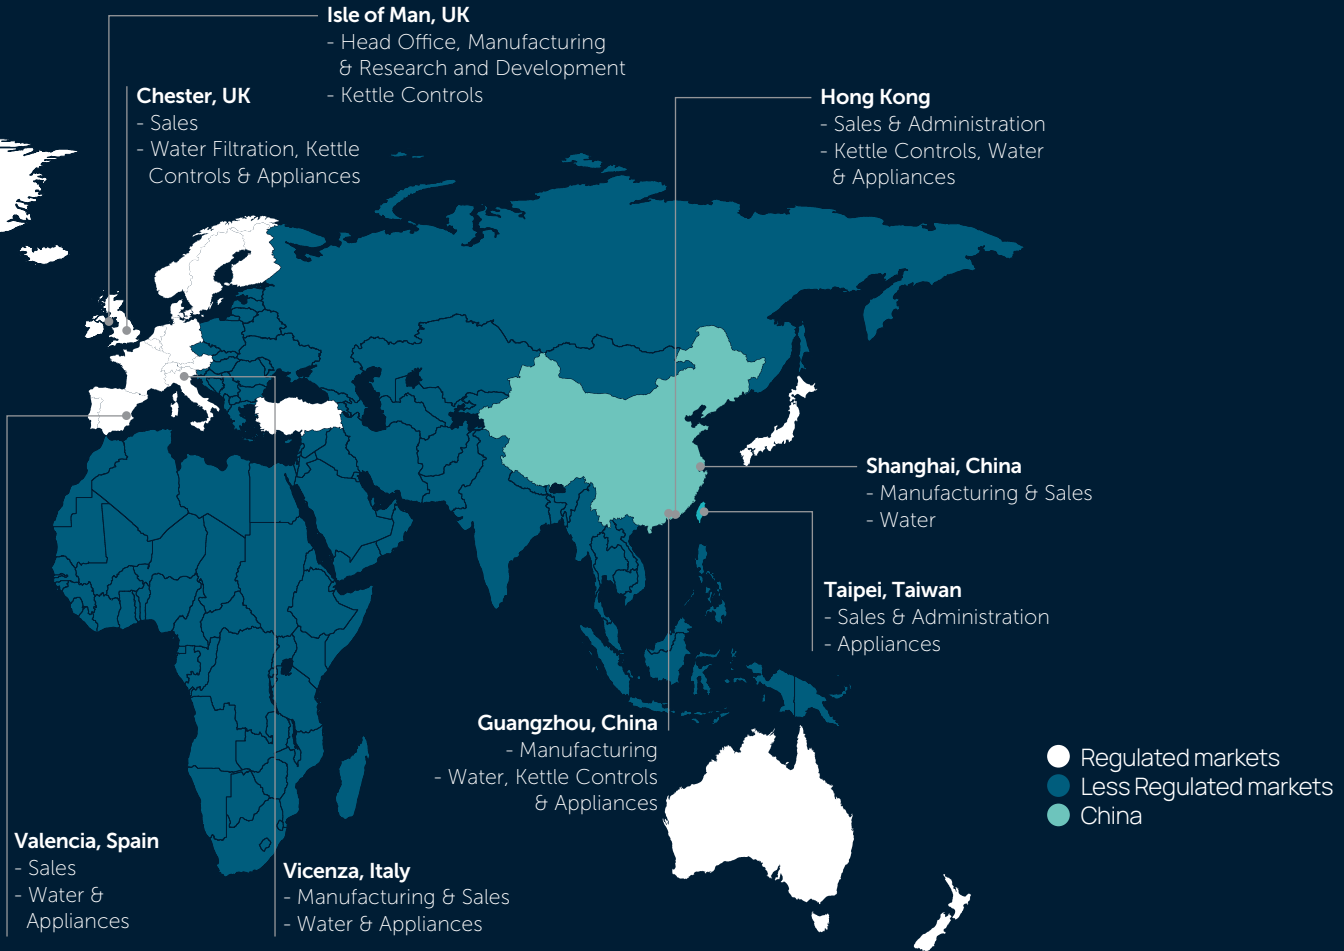 Isle of Man, UK
- Head Office, Manufacturing
& Research and Development
- Kettle Controls
Chester, UK
- Sales
- Water Filtration, Kettle
Controls & Appliances
Hong Kong
- Sales & Administration
- Kettle Controls, Water
& Appliances
Shanghai, China
- Manufacturing & Sales
- Water
Taipei, Taiwan
- Sales & Administration
- Appliances
Guangzhou, China
- Manufacturing
- Water, Kettle Controls
& Appliances
Regulated markets
Less Regulated markets
China
Valencia, Spain
- Sales
- Water &
Appliances
Vicenza, Italy
- Manufacturing & Sales
- Water & Appliances